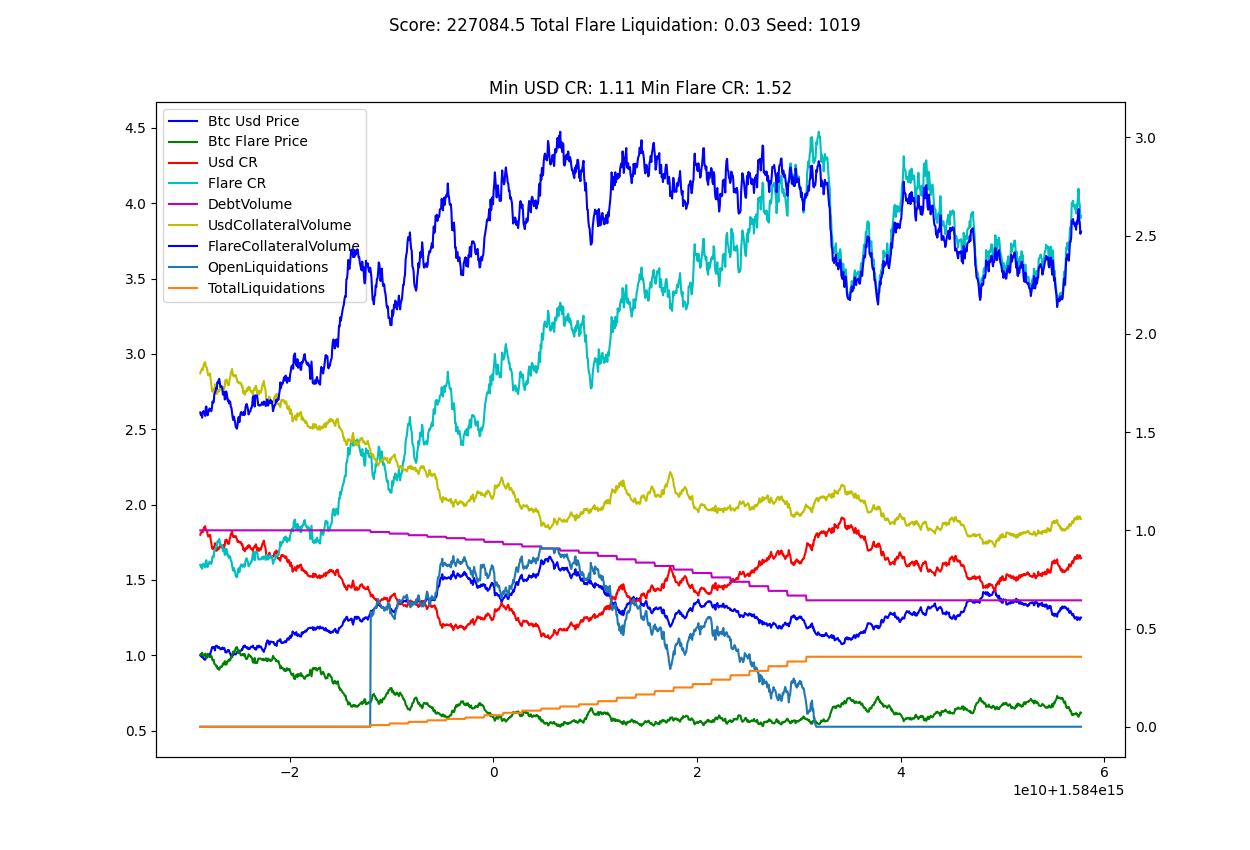 Score: 227084.5 Total Flare Liquidation: 0.03 Seed: 1019
Min USD CR: 1.11 Min Flare CR: 1.52
Btc Usd Price
Btc Flare Price
Usd CR
Flare CR
DebtVolume
UsdCollateralVolume
FlareCollateralVolume
OpenLiquidations
TotalLiquidations
4.5
4.0
3.5
3.0
2.5
2.0
1.5
1.0
0.5
3.0
2.5
2.0
1.5
1.0
0.5
0.0
−2 0 2 4 6
1e10+1.584e15